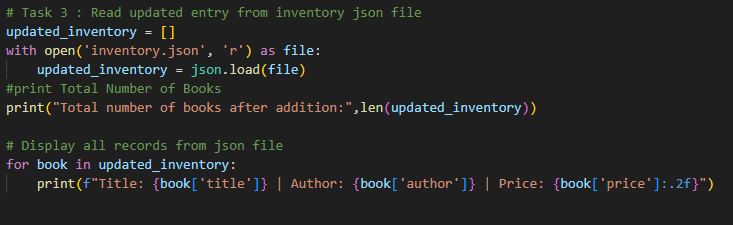 # Task 3 : Read updated entry from inventory json file
updated_inventory = []
with open('inventory.json', 'r') as file:
    updated_inventory = json.load(file)
#print Total Number of Books
print("Total number of books after addition:",len(updated_inventory))

# Display all records from json file
for book in updated_inventory:
    print(f"Title: {book['title']} | Author: {book['author']} | Price: {book['price']:.2f}")